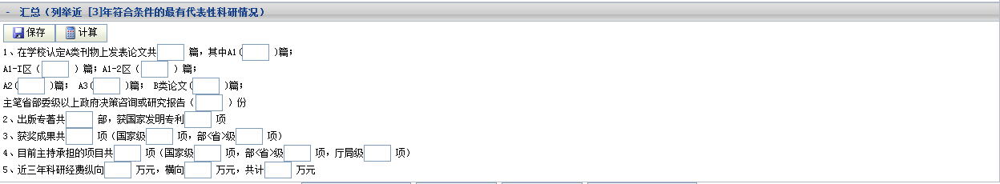 - 汇总（列举近 [3]年符合条件的最有代表性科研情况）
保存 计算
1、在学校认定A类刊物上发表论文共 篇，其中A1( )篇；
A1-I区（ ）篇；A1-2区（ ）篇；
A2( )篇； A3( )篇； B类论文( )篇；
主笔省部委级以上政府决策咨询或研究报告（ ）份
2、出版专著共 部，获国家发明专利 项
3、获奖成果共 项（国家级 项，部<省>级 项）
4、目前主持承担的项目共 项（国家级 项，部<省>级 项，厅局级 项）
5、近三年科研经费纵向 万元，横向 万元，共计 万元